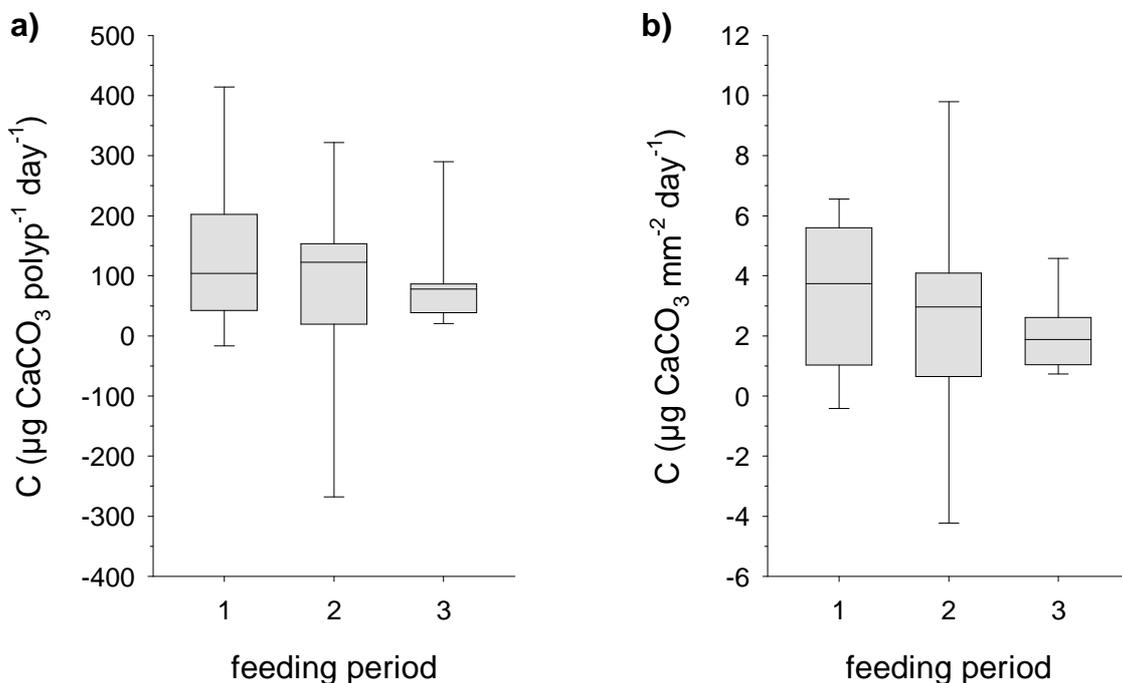 a)
500
400
300
200
100
0
-100
-200
-300
-400
C (µg CaCO₃ polyp⁻¹ day⁻¹)
1 2 3
feeding period
b)
12
10
8
6
4
2
0
-2
-4
-6
C (µg CaCO₃ mm⁻² day⁻¹)
1 2 3
feeding period